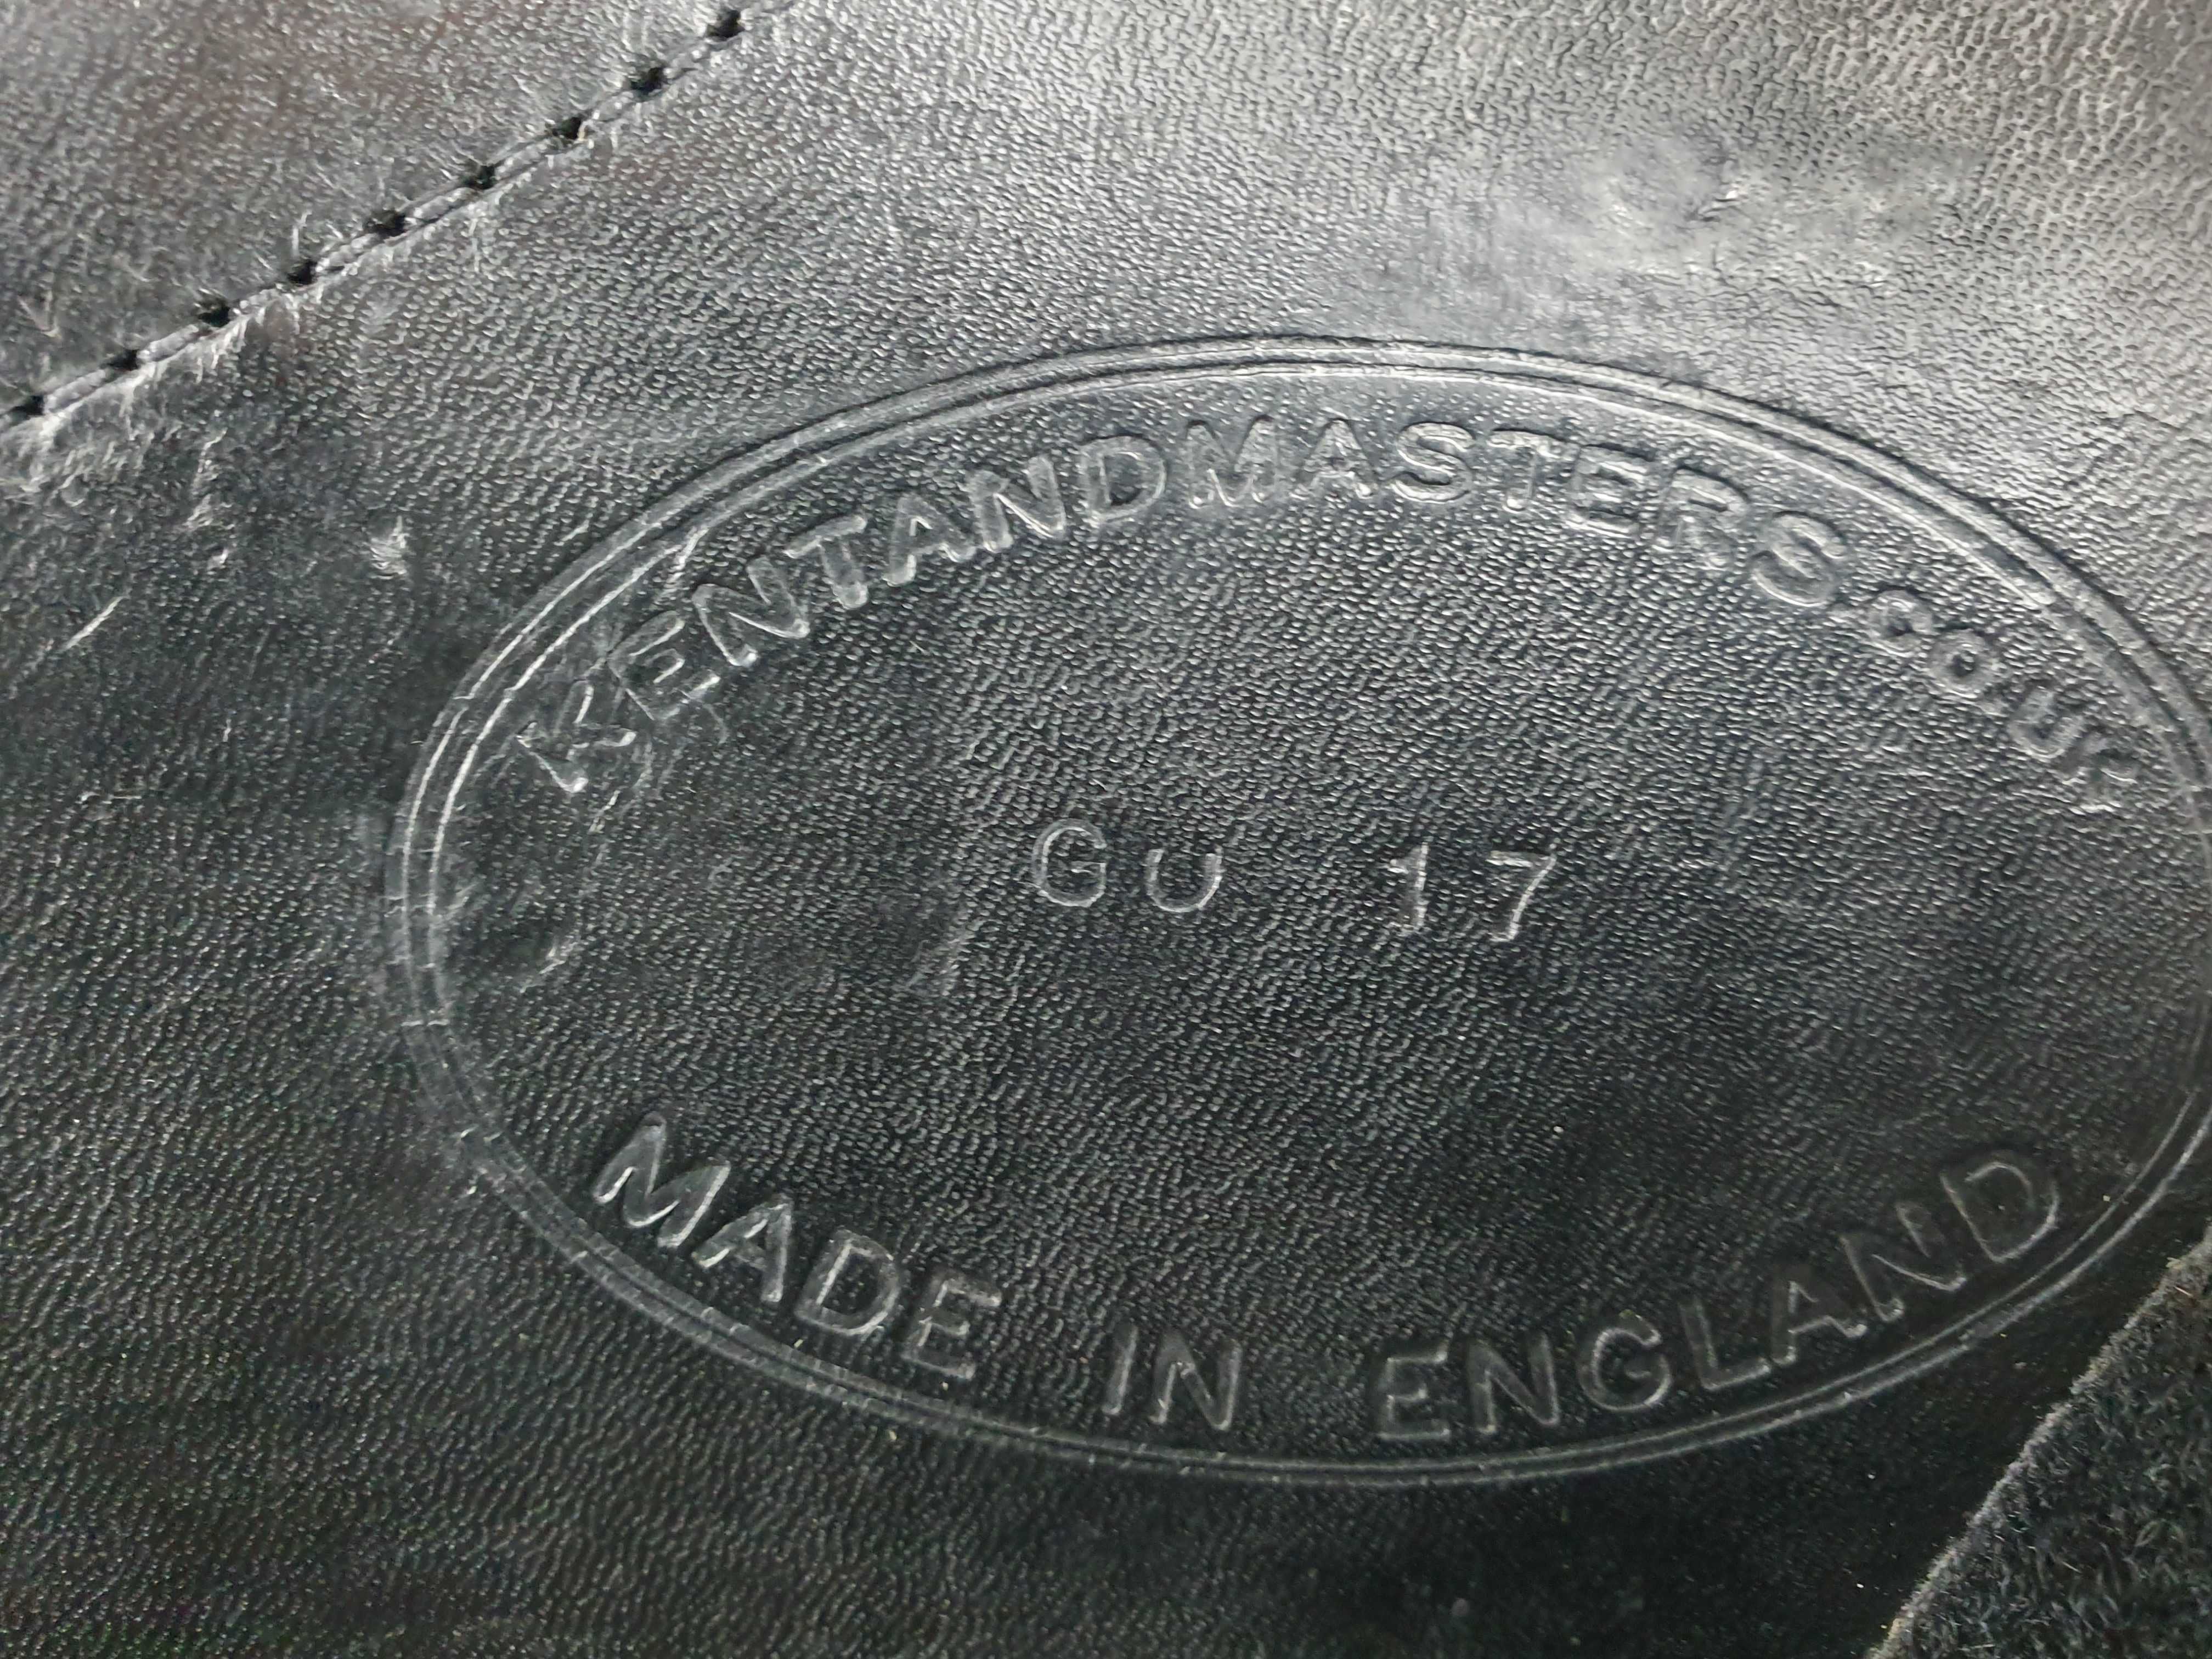 KENTANDMASTERS.CO.UK
GU 17
MADE IN ENGLAND